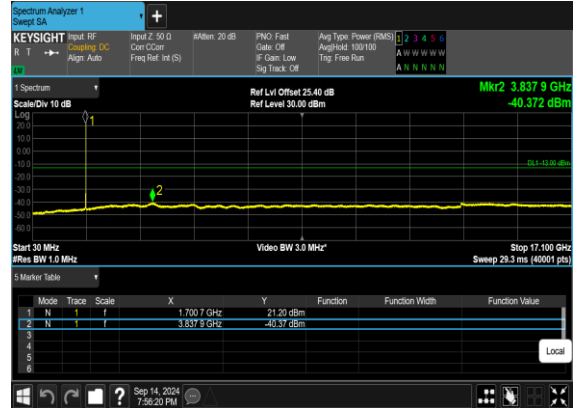 Spectrum Analyzer 1
Swept SA
+
KEYSIGHT Input: RF Input Z: 50 Ω #Atten: 20 dB PNO: Fast Avg Type: Power (RMS) 1 2 3 4 5 6
R T Coupling: DC Corr CCorr Gate: Off Avg|Hold: 100/100 A W W W W W
Align: Auto Freq Ref: Int (S) IF Gain: Low Trig: Free Run
LM Sig Track: Off A N N N N N
1 Spectrum Ref Lvl Offset 25.40 dB Mkr2 3.837 9 GHz
Scale/Div 10 dB Ref Level 30.00 dBm -40.372 dBm
Log
20.0
10.0
0.00
-10.0
-20.0
-30.0
-40.0
-50.0
-60.0
1
DL1 -13.00 dBm
2
Start 30 MHz Video BW 3.0 MHz* Stop 17.100 GHz
#Res BW 1.0 MHz Sweep 29.3 ms (40001 pts)
5 Marker Table
Mode Trace Scale X Y Function Function Width Function Value
1 N 1 f 1.700 7 GHz 21.20 dBm
2 N 1 f 3.837 9 GHz -40.37 dBm
3
4
5
6
Local
? Sep 14, 2024
7:56:20 PM